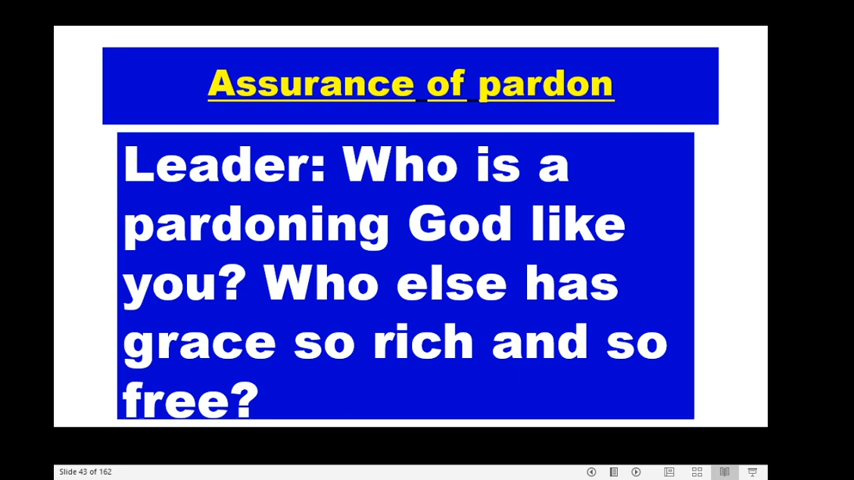 Assurance of pardon
Leader: Who is a
pardoning God like
you? Who else has
grace so rich and so
free?
Slide 43 of 162